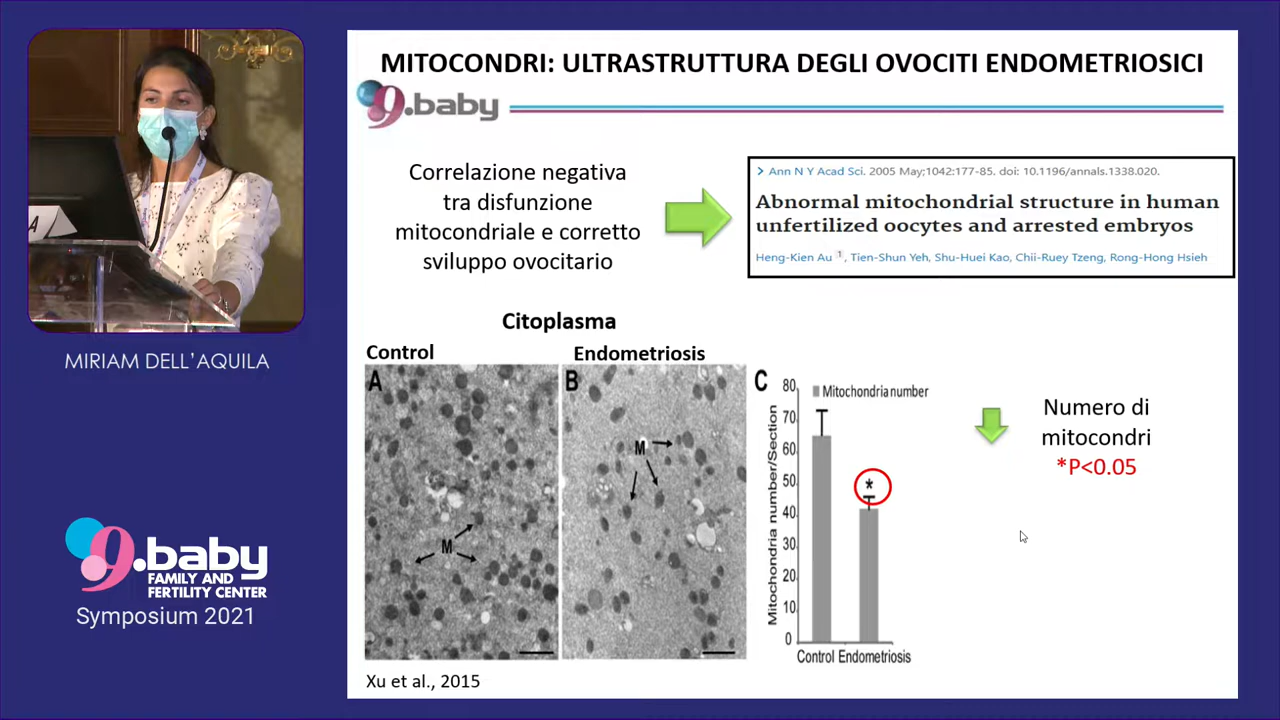 MITOCONDRI: ULTRASTRUTTURA DEGLI OVOCITI ENDOMETRIOSICI
9.baby
Correlazione negativa
tra disfunzione
mitocondriale e corretto
sviluppo ovocitario
> Ann N Y Acad Sci. 2005 May;1042:177-85. doi: 10.1196/annals.1338.020.
Abnormal mitochondrial structure in human
unfertilized oocytes and arrested embryos
Heng-Kien Au 1, Tien-Shun Yeh, Shu-Huei Kao, Chii-Ruey Tzeng, Rong-Hong Hsieh
Citoplasma
Control
Endometriosis
A
M
B
M
C
Mitochondria number
Mitochondria number/Section
80
70
60
50
40
30
20
10
0
*
Control Endometriosis
Numero di
mitocondri
*P<0.05
Xu et al., 2015
A
MIRIAM DELL'AQUILA
9.baby
FAMILY AND
FERTILITY CENTER
Symposium 2021